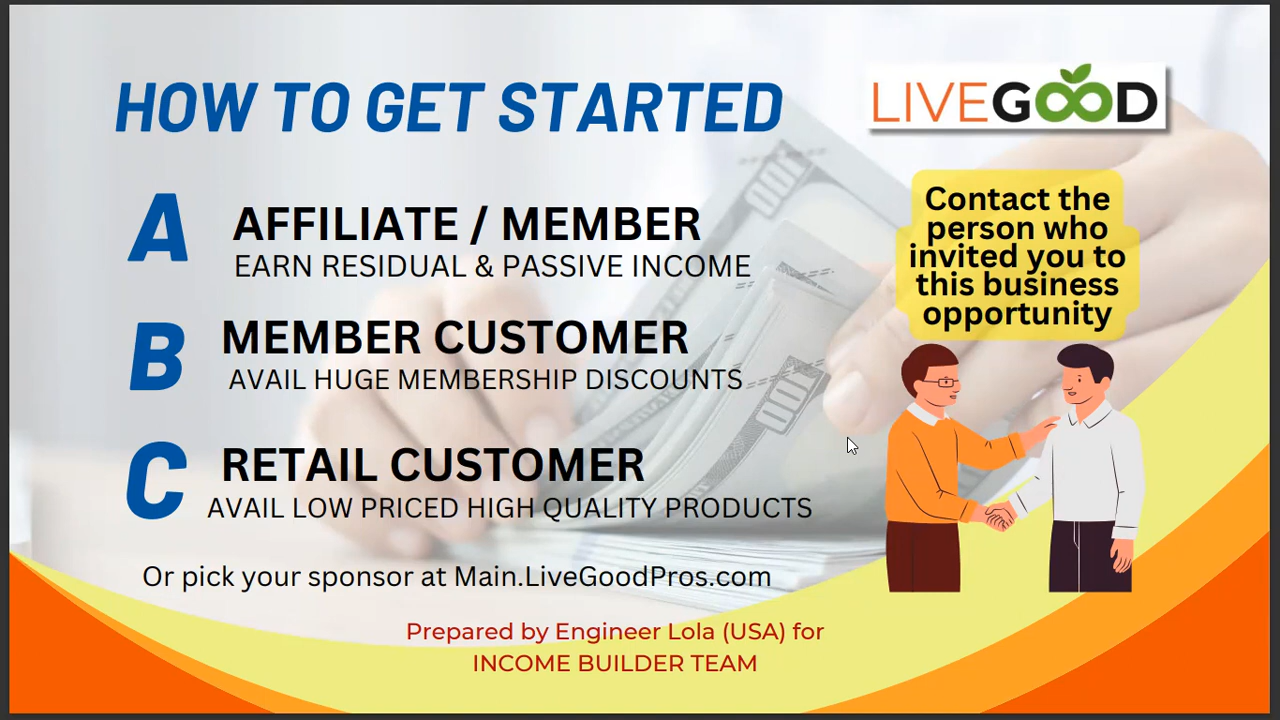 HOW TO GET STARTED
LIVEGOOD
A
AFFILIATE / MEMBER
EARN RESIDUAL & PASSIVE INCOME
B
MEMBER CUSTOMER
AVAIL HUGE MEMBERSHIP DISCOUNTS
C
RETAIL CUSTOMER
AVAIL LOW PRICED HIGH QUALITY PRODUCTS
Contact the
person who
invited you to
this business
opportunity
Or pick your sponsor at Main.LiveGoodPros.com
Prepared by Engineer Lola (USA) for
INCOME BUILDER TEAM
100
100